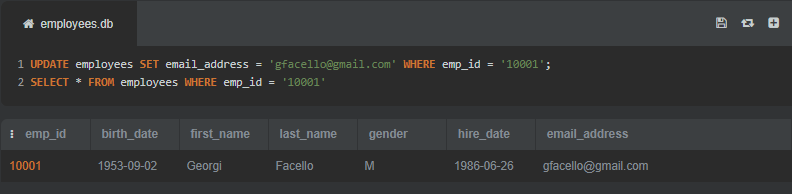 employees.db
1 UPDATE employees SET email_address = 'gfacello@gmail.com' WHERE emp_id = '10001';
2 SELECT * FROM employees WHERE emp_id = '10001'
emp_id birth_date first_name last_name gender hire_date email_address
10001 1953-09-02 Georgi Facello M 1986-06-26 gfacello@gmail.com